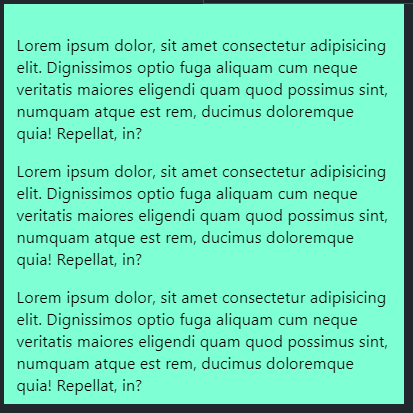 Lorem ipsum dolor, sit amet consectetur adipisicing
elit. Dignissimos optio fuga aliquam cum neque
veritatis maiores eligendi quam quod possimus sint,
numquam atque est rem, ducimus doloremque
quia! Repellat, in?
Lorem ipsum dolor, sit amet consectetur adipisicing
elit. Dignissimos optio fuga aliquam cum neque
veritatis maiores eligendi quam quod possimus sint,
numquam atque est rem, ducimus doloremque
quia! Repellat, in?
Lorem ipsum dolor, sit amet consectetur adipisicing
elit. Dignissimos optio fuga aliquam cum neque
veritatis maiores eligendi quam quod possimus sint,
numquam atque est rem, ducimus doloremque
quia! Repellat, in?